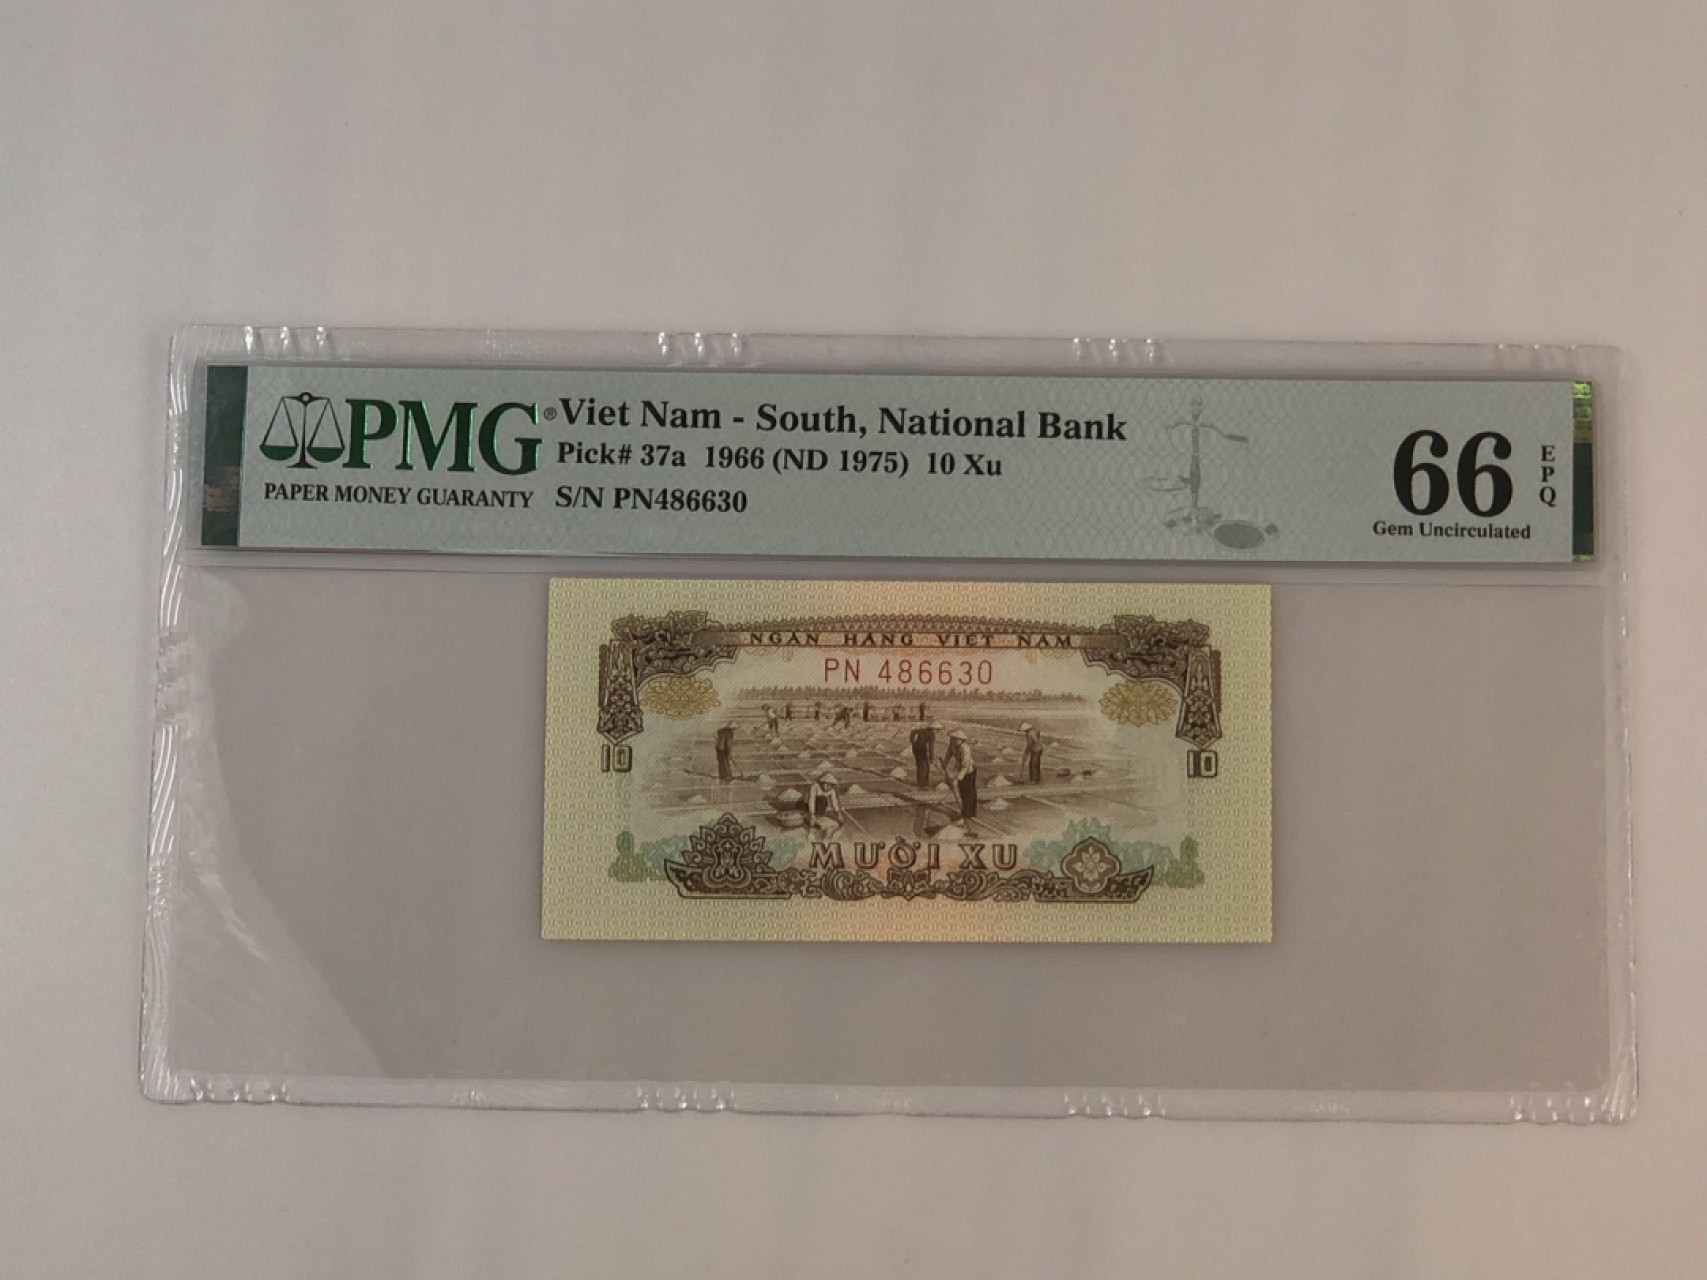 PMG®
PAPER MONEY GUARANTY
Viet Nam - South, National Bank
Pick# 37a 1966 (ND 1975) 10 Xu
S/N PN486630
66
EPQ
Gem Uncirculated
NGÂN HÀNG VIỆT NAM
PN 486630
10 10
MƯỜI XU